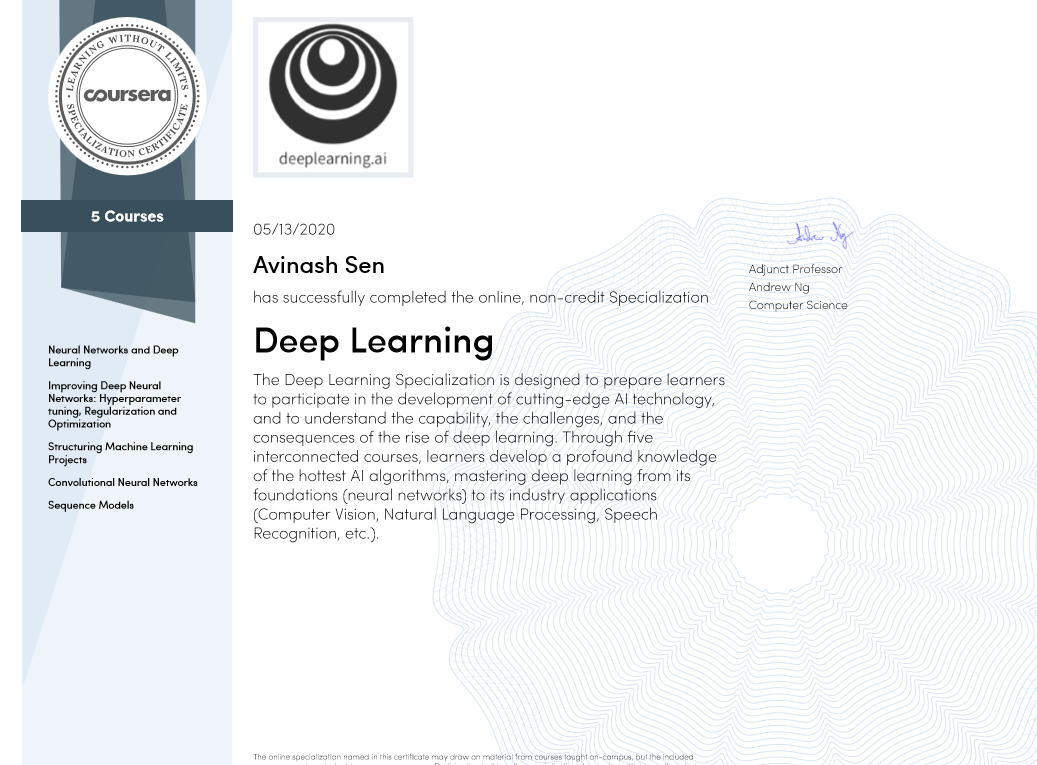 LEARNING WITHOUT LIMITS
coursera
SPECIALIZATION CERTIFICATE
5 Courses
Neural Networks and Deep
Learning
Improving Deep Neural
Networks: Hyperparameter
tuning, Regularization and
Optimization
Structuring Machine Learning
Projects
Convolutional Neural Networks
Sequence Models
deeplearning.ai
05/13/2020
Avinash Sen
has successfully completed the online, non-credit Specialization
Deep Learning
The Deep Learning Specialization is designed to prepare learners
to participate in the development of cutting-edge AI technology,
and to understand the capability, the challenges, and the
consequences of the rise of deep learning. Through five
interconnected courses, learners develop a profound knowledge
of the hottest AI algorithms, mastering deep learning from its
foundations (neural networks) to its industry applications
(Computer Vision, Natural Language Processing, Speech
Recognition, etc.).
Andrew Ng
Adjunct Professor
Andrew Ng
Computer Science
The online specialization named in this certificate may draw on material from courses taught on-campus, but the included